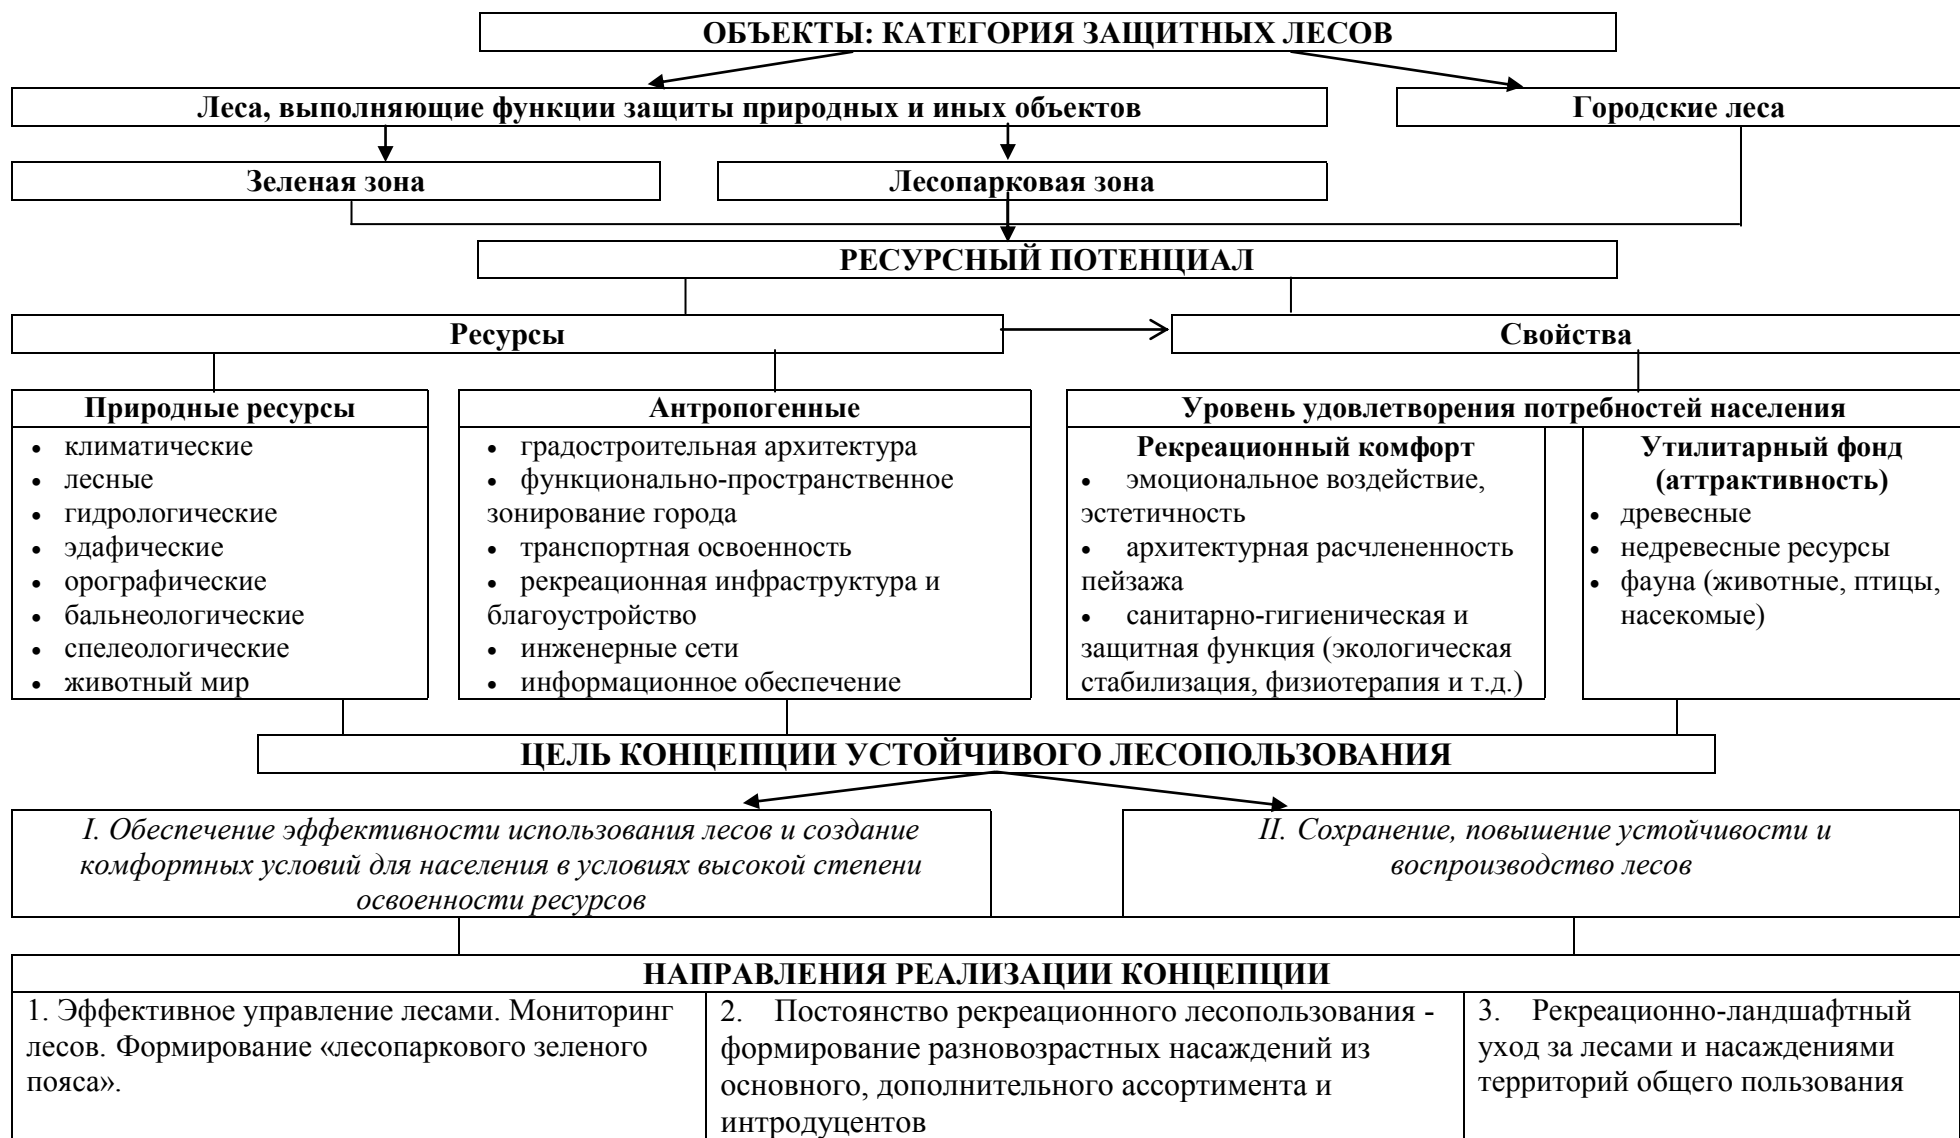 ОБЪЕКТЫ: КАТЕГОРИЯ ЗАЩИТНЫХ ЛЕСОВ
Леса, выполняющие функции защиты природных и иных объектов
Городские леса
Зеленая зона
Лесопарковая зона
РЕСУРСНЫЙ ПОТЕНЦИАЛ
Ресурсы
Свойства
Природные ресурсы
• климатические
• лесные
• гидрологические
• эдафические
• орографические
• бальнеологические
• спелеологические
• животный мир
Антропогенные
• градостроительная архитектура
• функционально-пространственное
зонирование города
• транспортная освоенность
• рекреационная инфраструктура и
благоустройство
• инженерные сети
• информационное обеспечение
Уровень удовлетворения потребностей населения
Рекреационный комфорт
• эмоциональное воздействие,
эстетичность
• архитектурная расчлененность
пейзажа
• санитарно-гигиеническая и
защитная функция (экологическая
стабилизация, физиотерапия и т.д.)
Утилитарный фонд
(аттрактивность)
• древесные
• недревесные ресурсы
• фауна (животные, птицы,
насекомые)
ЦЕЛЬ КОНЦЕПЦИИ УСТОЙЧИВОГО ЛЕСОПОЛЬЗОВАНИЯ
I. Обеспечение эффективности использования лесов и создание
комфортных условий для населения в условиях высокой степени
освоенности ресурсов
II. Сохранение, повышение устойчивости и
воспроизводство лесов
НАПРАВЛЕНИЯ РЕАЛИЗАЦИИ КОНЦЕПЦИИ
1. Эффективное управление лесами. Мониторинг
лесов. Формирование «лесопаркового зеленого
пояса».
2. Постоянство рекреационного лесопользования -
формирование разновозрастных насаждений из
основного, дополнительного ассортимента и
интродуцентов
3. Рекреационно-ландшафтный
уход за лесами и насаждениями
территорий общего пользования